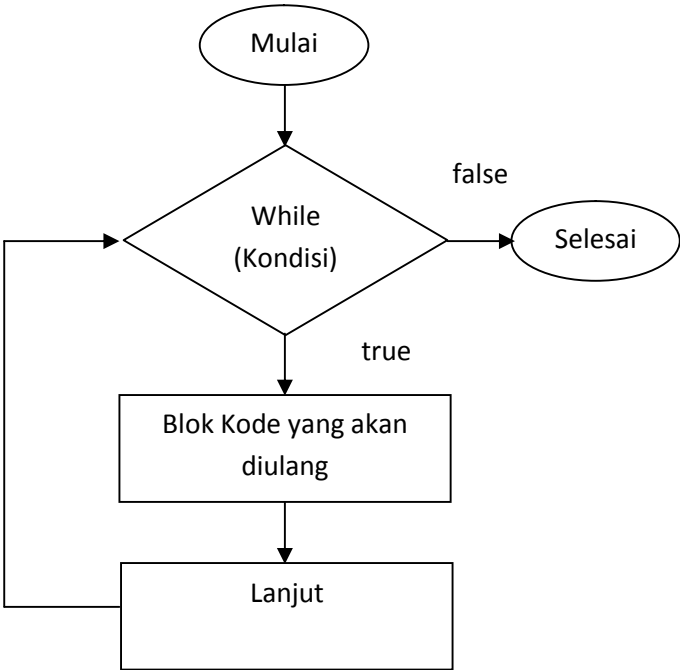 Mulai
false
While
(Kondisi)
Selesai
true
Blok Kode yang akan
diulang
Lanjut